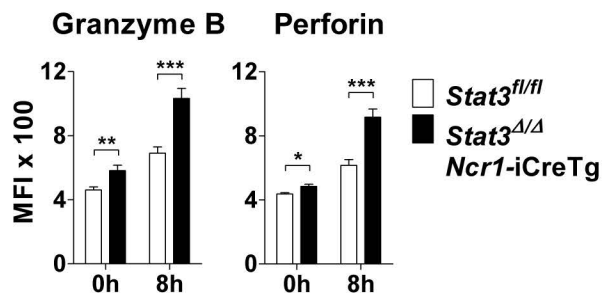 Granzyme B
Perforin
MFI x 100
12
8
4
0
**
***
0h
8h
12
8
4
0
*
***
0h
8h
Stat3fl/fl
Stat3Δ/Δ
Ncr1-iCreTg